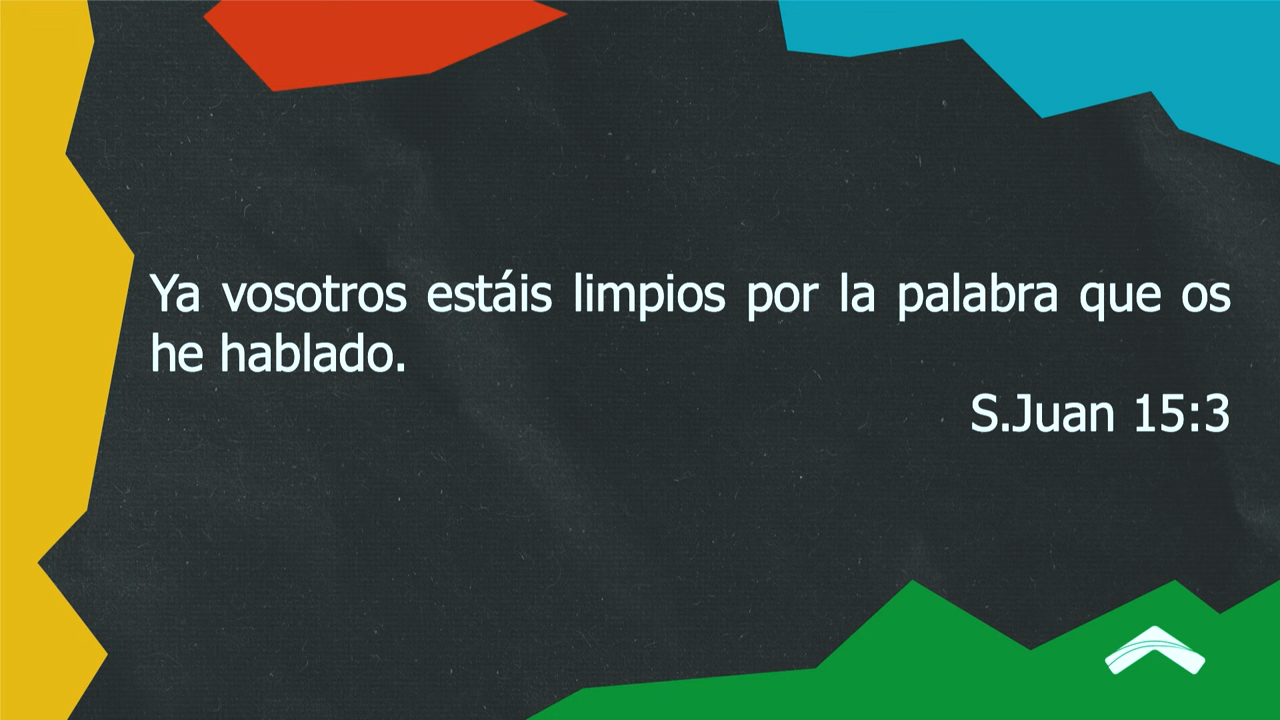 Ya vosotros estáis limpios por la palabra que os
he hablado.
S.Juan 15:3